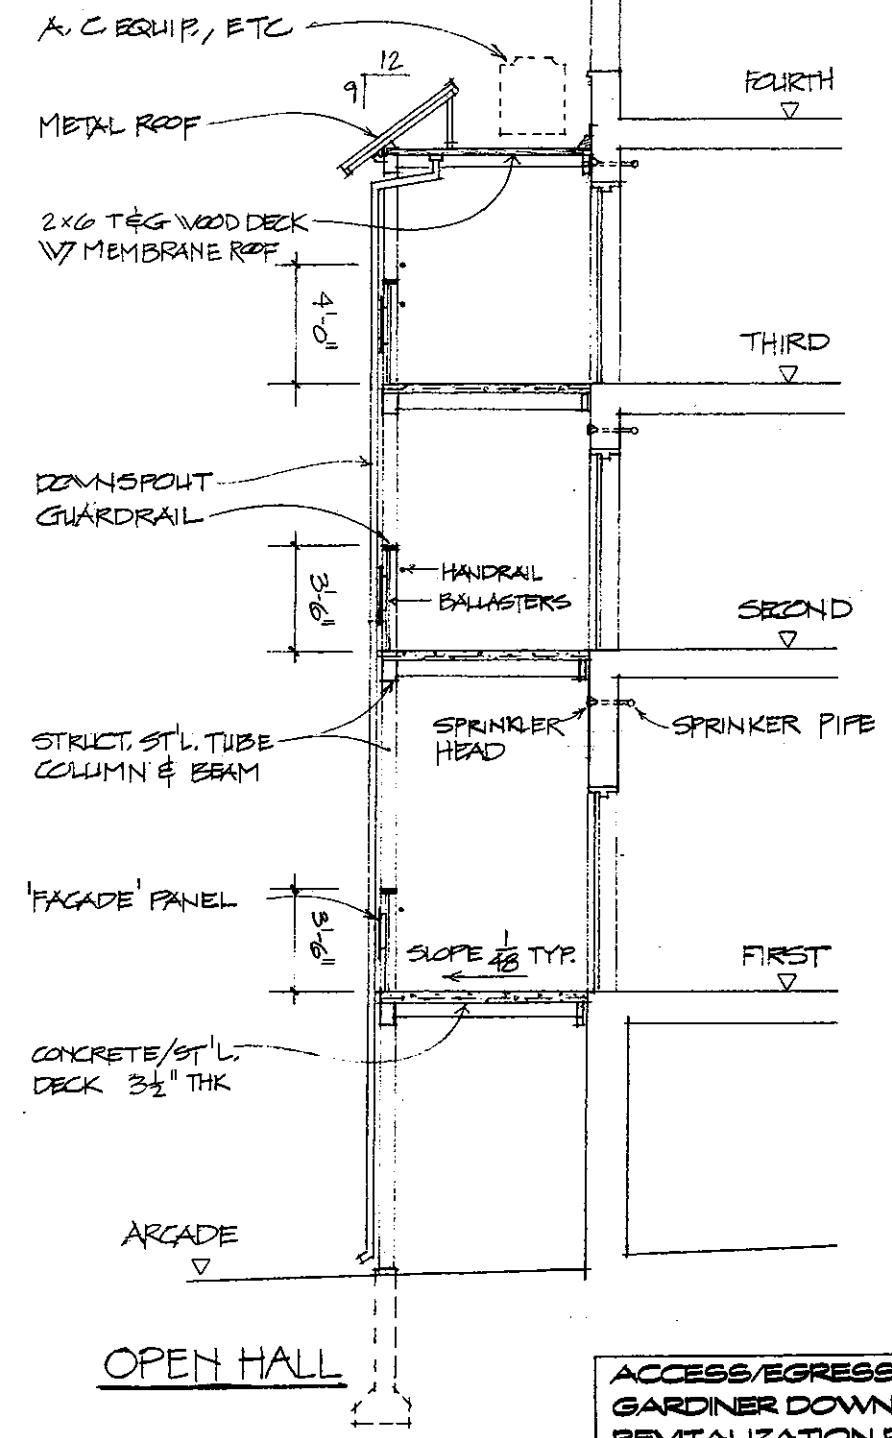 A. C EQUIP., ETC
12
9
FOURTH
METAL ROOF
2×6 T&G WOOD DECK
W/ MEMBRANE ROOF
4'-0"
THIRD
DOWNSPOUT
GUARDRAIL
HANDRAIL
BALLASTERS
3'-6"
SECOND
STRUCT. ST'L. TUBE
COLUMN & BEAM
SPRINKLER
HEAD
SPRINKER PIPE
'FACADE' PANEL
3'-6"
SLOPE 1/48 TYP.
FIRST
CONCRETE/ST'L.
DECK 3½" THK
ARCADE
OPEN HALL
ACCESS/EGRESS
GARDINER DOWN
REVITALIZATION